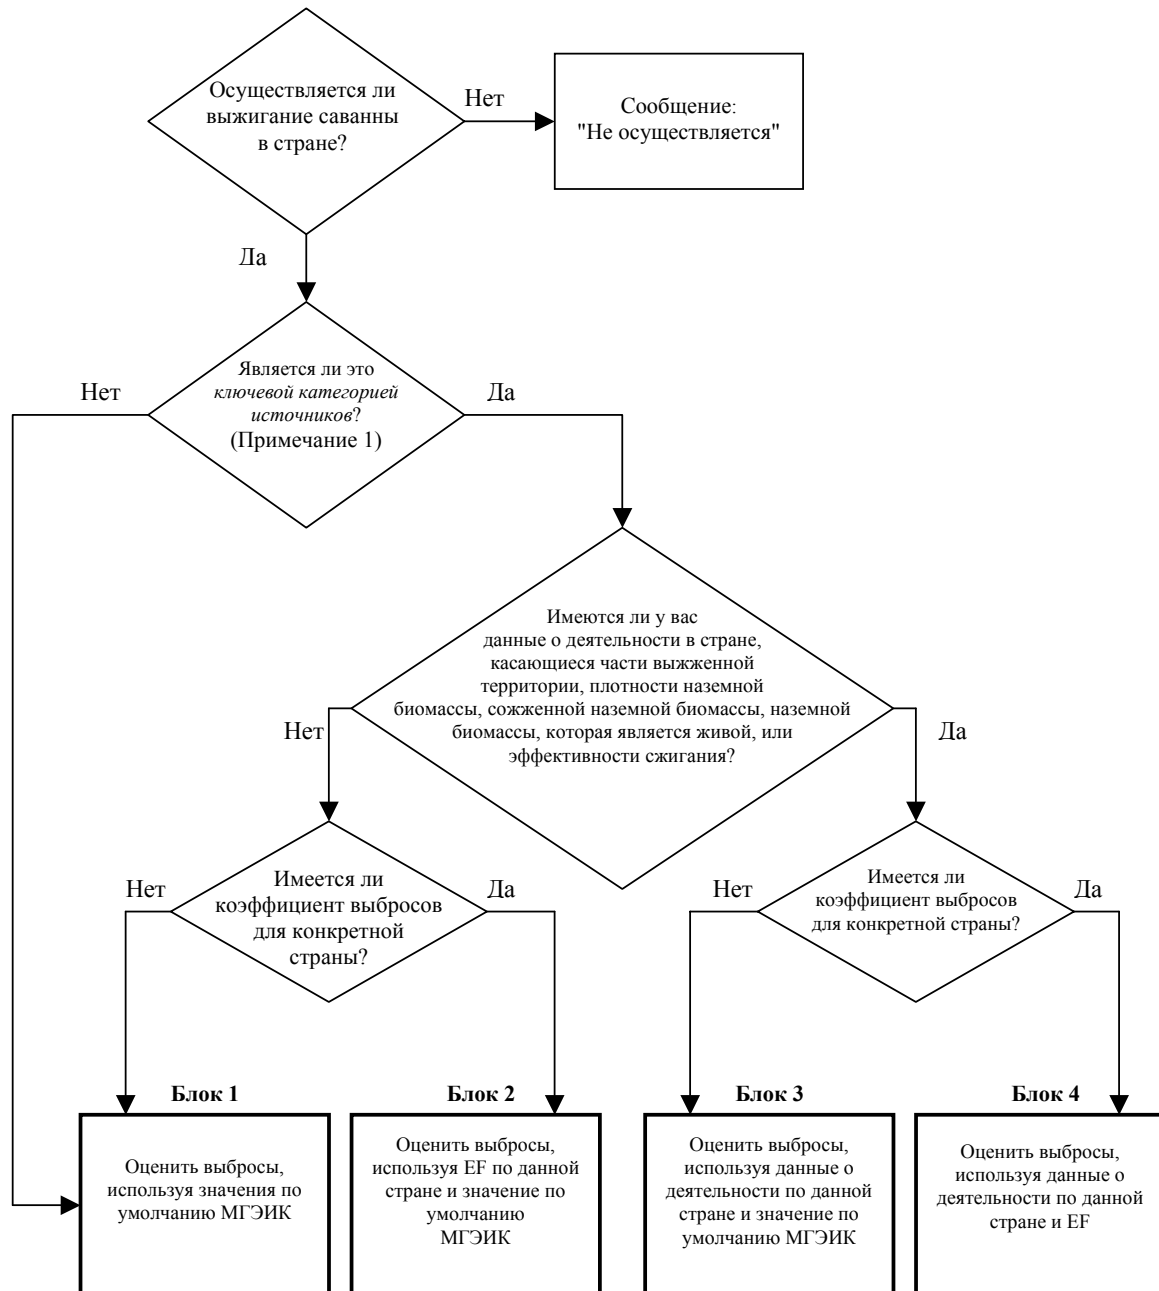 Осуществляется ли
выжигание саванны
в стране?
Нет
Сообщение:
"Не осуществляется"
Да
Является ли это
ключевой категорией
источников?
(Примечание 1)
Нет
Да
Имеются ли у вас
данные о деятельности в стране,
касающиеся части выжженной
территории, плотности наземной
биомассы, сожженной наземной биомассы, наземной
биомассы, которая является живой, или
эффективности сжигания?
Нет
Да
Имеется ли
коэффициент выбросов
для конкретной
страны?
Нет
Да
Имеется ли
коэффициент выбросов
для конкретной страны?
Нет
Да
Блок 1
Оценить выбросы,
используя значения по
умолчанию МГЭИК
Блок 2
Оценить выбросы,
используя EF по данной
стране и значение по
умолчанию
МГЭИК
Блок 3
Оценить выбросы,
используя данные о
деятельности по данной
стране и значение по
умолчанию МГЭИК
Блок 4
Оценить выбросы,
используя данные о
деятельности по данной
стране и EF